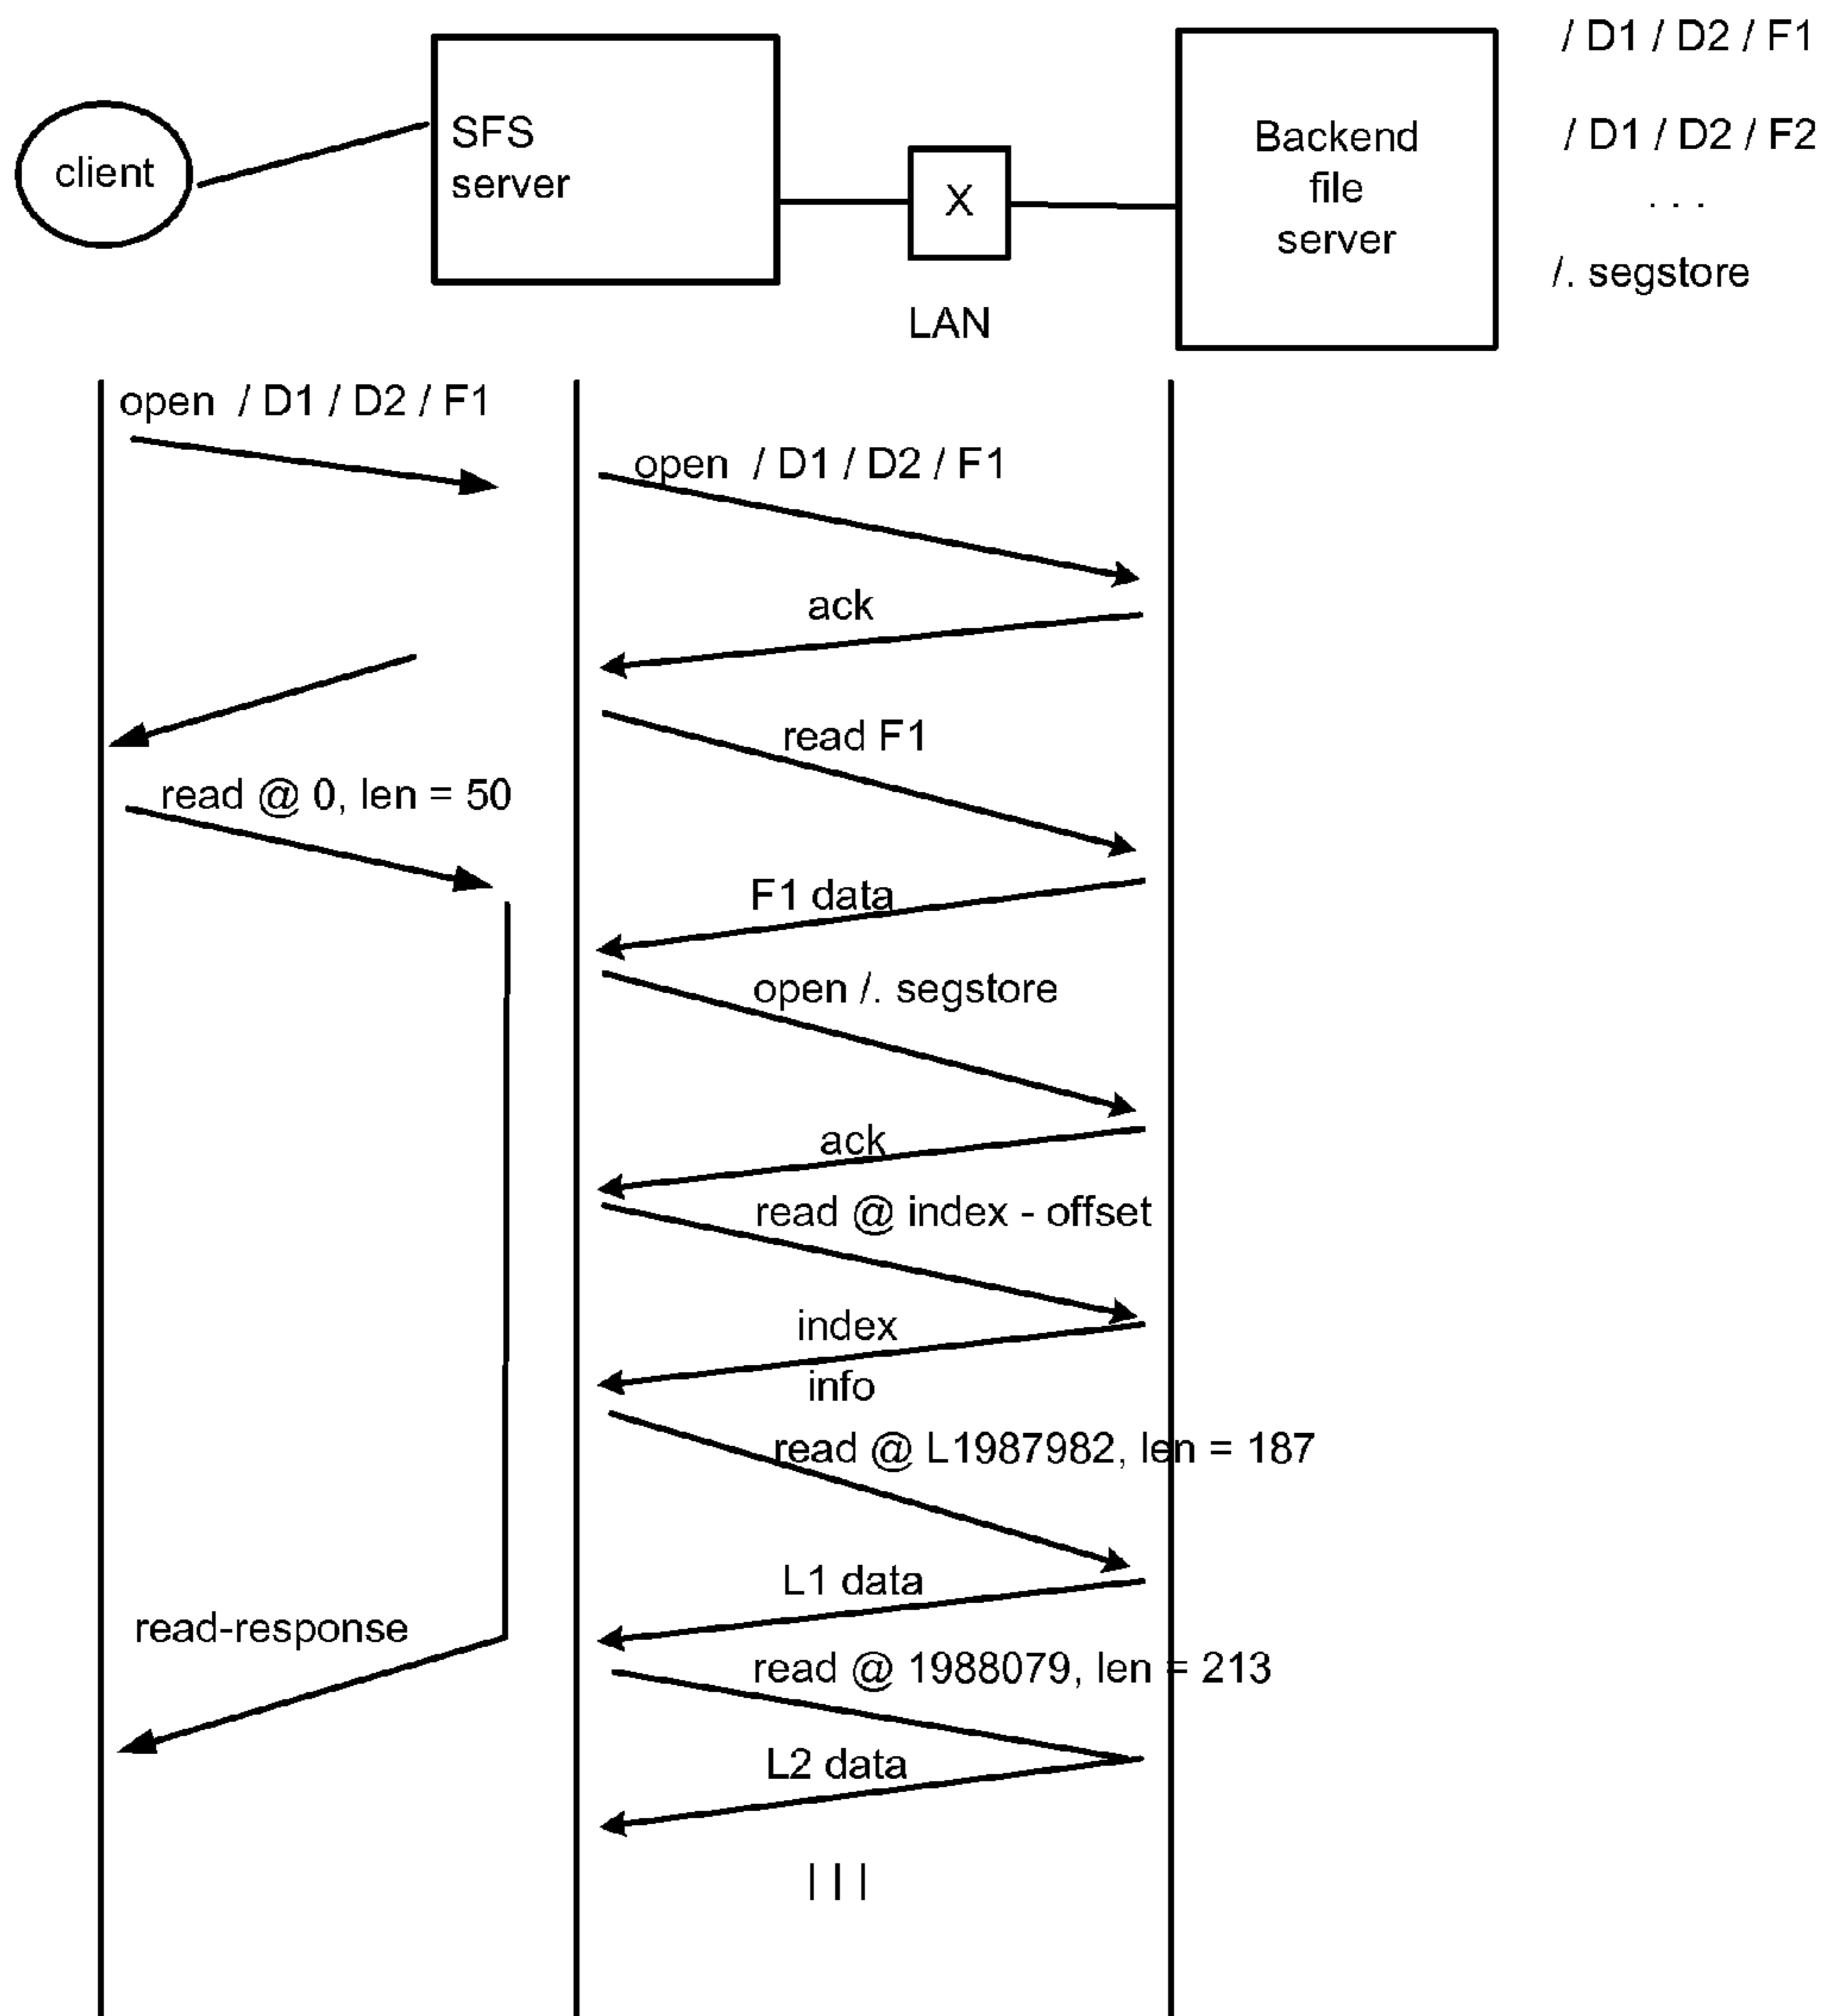 / D1 / D2 / F1
/ D1 / D2 / F2
. . .
/. segstore
client
SFS
server
X
LAN
Backend
file
server
open / D1 / D2 / F1
open / D1 / D2 / F1
ack
read F1
read @ 0, len = 50
F1 data
open /. segstore
ack
read @ index - offset
index
info
read @ L1987982, len = 187
L1 data
read-response
read @ 1988079, len = 213
L2 data
| | |